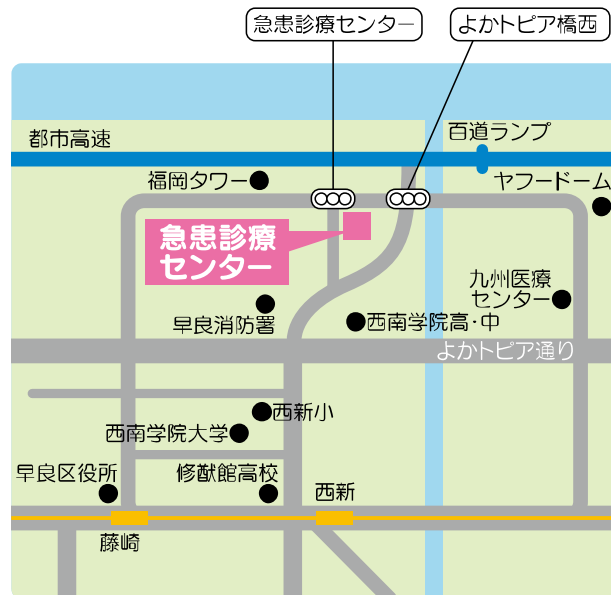 急患診療センター
よかトピア橋西
都市高速
百道ランプ
福岡タワー
ヤフードーム
急患診療
センター
九州医療
センター
早良消防署
西南学院高・中
よかトピア通り
西新小
西南学院大学
早良区役所
修猷館高校
西新
藤崎